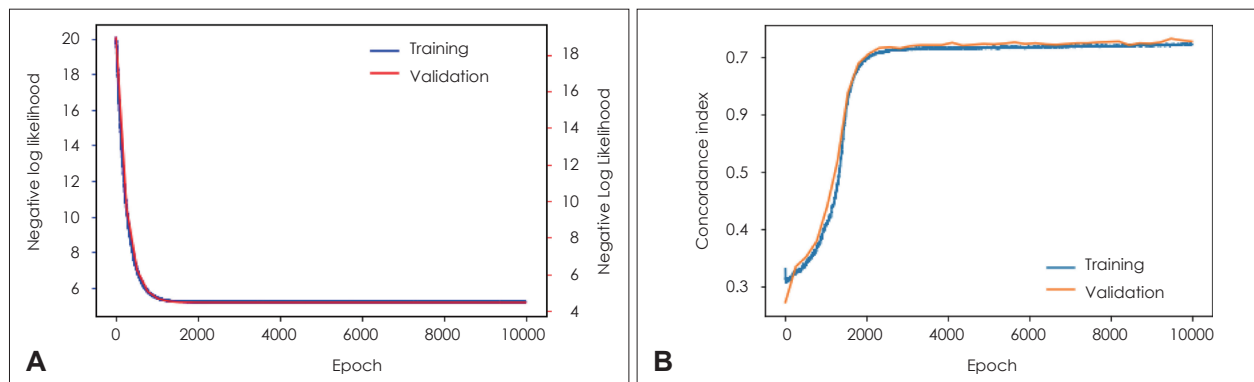 20
18
16
14
12
10
8
6
Negative log likelihood
Training
Validation
18
16
14
12
10
8
6
4
Negative Log Likelihood
0 2000 4000 6000 8000 10000
Epoch
A
0.7
0.9
0.5
0.4
0.3
Concordance index
Training
Validation
0 2000 4000 6000 8000 10000
Epoch
B